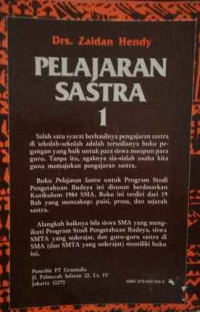 Drs. Zaidan Hendy
PELAJARAN
SASTRA
1
Salah satu syarat berhasilnya pengajaran sastra
di sekolah-sekolah adalah tersedianya buku pe-
gangan yang baik untuk para siswa maupun para
guru. Tanpa itu, agaknya sia-sialah usaha kita
guna memajukan pengajaran sastra.
Buku Pelajaran Sastra untuk Program Studi
Pengetahuan Budaya ini disusun berdasarkan
Kurikulum 1984 SMA. Buku ini terdiri dari 19
Bab yang mencakup: puisi, prosa, dan sejarah
sastra.
Alangkah baiknya bila siswa SMA yang meng-
ikuti Program Studi Pengetahuan Budaya, siswa
SMTA yang sederajat, dan guru-guru sastra di
SMA (dan SMTA yang sederajat) memiliki buku
ini.
Penerbit PT Gramedia
Jl. Palmerah Selatan 22, Lt. IV
Jakarta 10270
ISBN